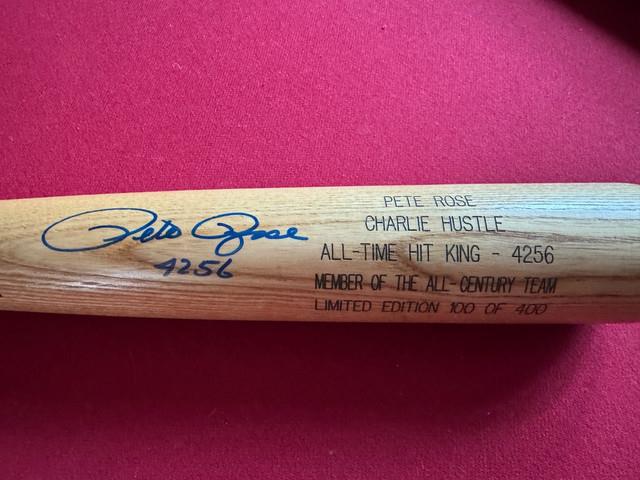 Pete Rose
4256
PETE ROSE
CHARLIE HUSTLE
ALL-TIME HIT KING - 4256
MEMBER OF THE ALL-CENTURY TEAM
LIMITED EDITION 100 OF 400